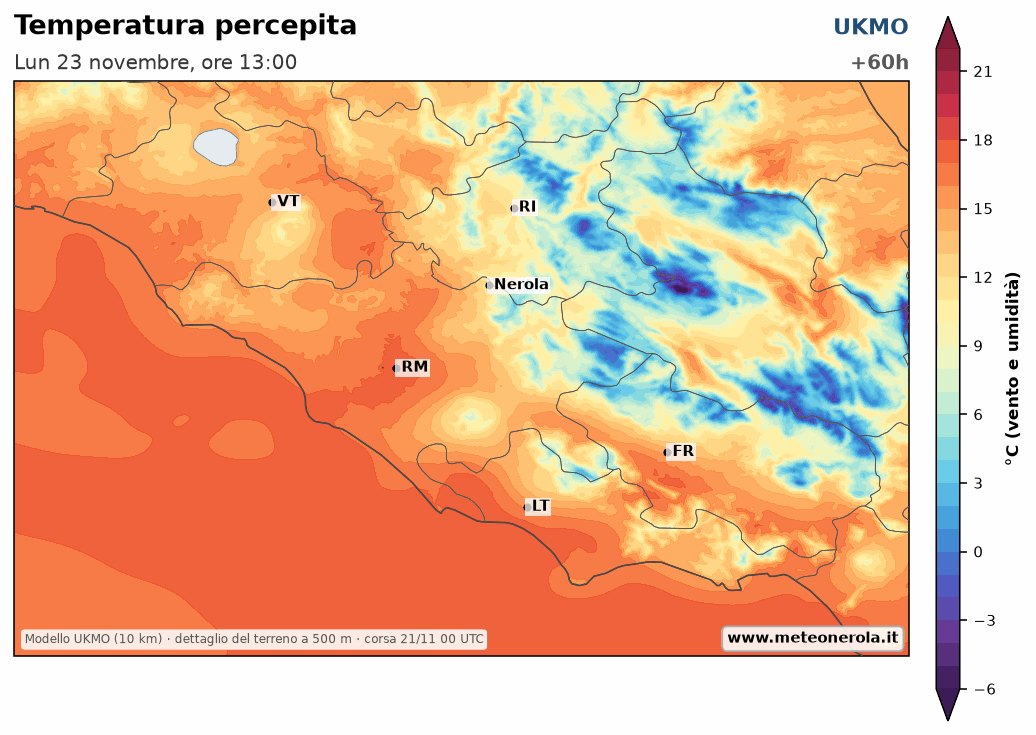 Temperatura percepita
UKMO
Lun 23 novembre, ore 13:00
+60h
VT
RI
Nerola
RM
FR
LT
Modello UKMO (10 km) · dettaglio del terreno a 500 m · corsa 21/11 00 UTC
www.meteonerola.it
21
18
15
12
9
6
3
0
−3
−6
°C (vento e umidità)